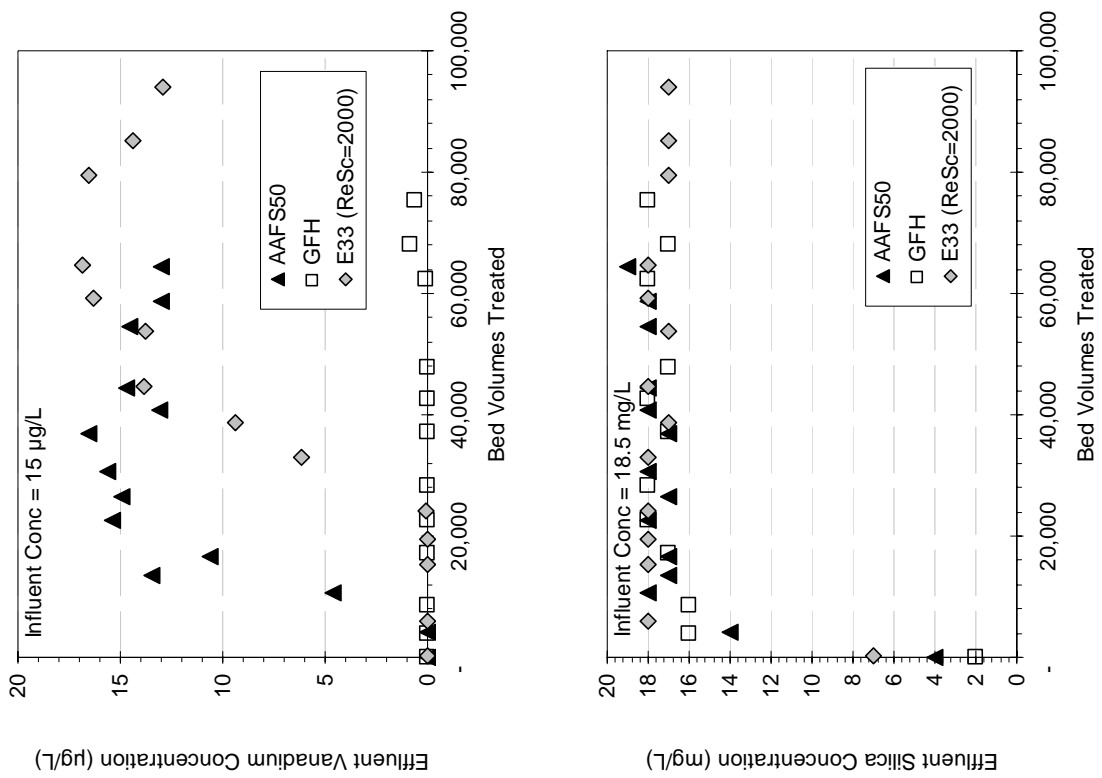 Effluent Vanadium Concentration (µg/L)
20
15
10
5
0
Influent Conc = 15 µg/L
AAFS50
GFH
E33 (ReSc=2000)
-
20,000
40,000
60,000
80,000
100,000
Bed Volumes Treated
Effluent Silica Concentration (mg/L)
20
18
16
14
12
10
8
6
4
2
0
Influent Conc = 18.5 mg/L
AAFS50
GFH
E33 (ReSc=2000)
-
20,000
40,000
60,000
80,000
100,000
Bed Volumes Treated